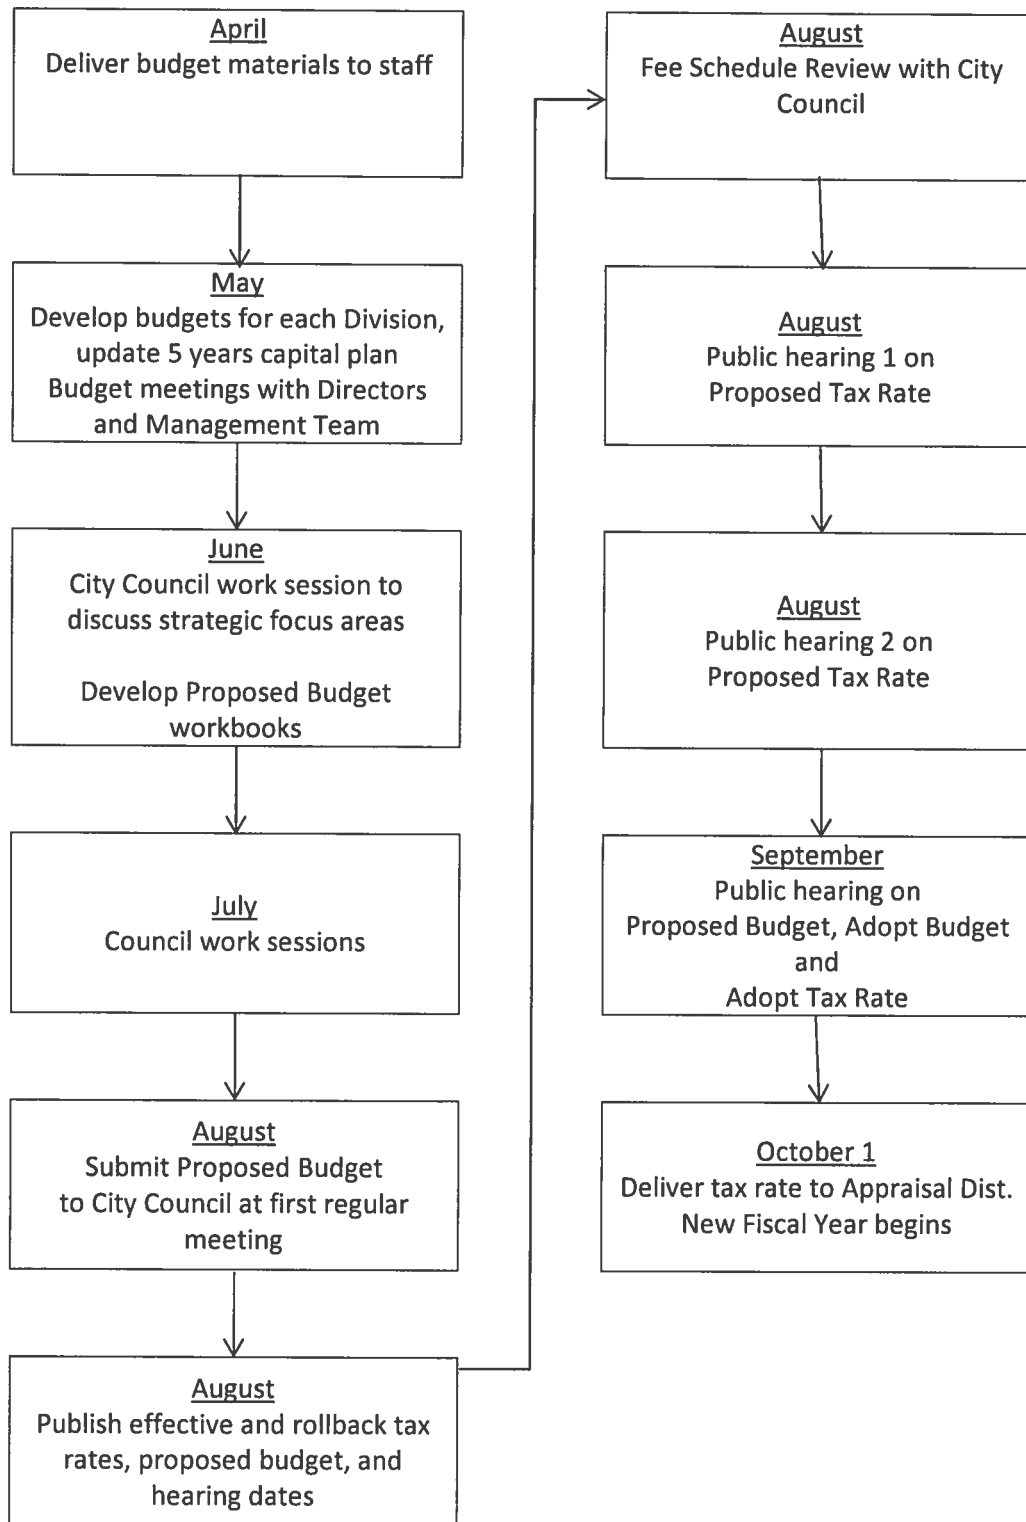 April
Deliver budget materials to staff
May
Develop budgets for each Division,
update 5 years capital plan
Budget meetings with Directors
and Management Team
June
City Council work session to
discuss strategic focus areas
Develop Proposed Budget
workbooks
July
Council work sessions
August
Submit Proposed Budget
to City Council at first regular
meeting
August
Publish effective and rollback tax
rates, proposed budget, and
hearing dates
August
Fee Schedule Review with City
Council
August
Public hearing 1 on
Proposed Tax Rate
August
Public hearing 2 on
Proposed Tax Rate
September
Public hearing on
Proposed Budget, Adopt Budget
and
Adopt Tax Rate
October 1
Deliver tax rate to Appraisal Dist.
New Fiscal Year begins